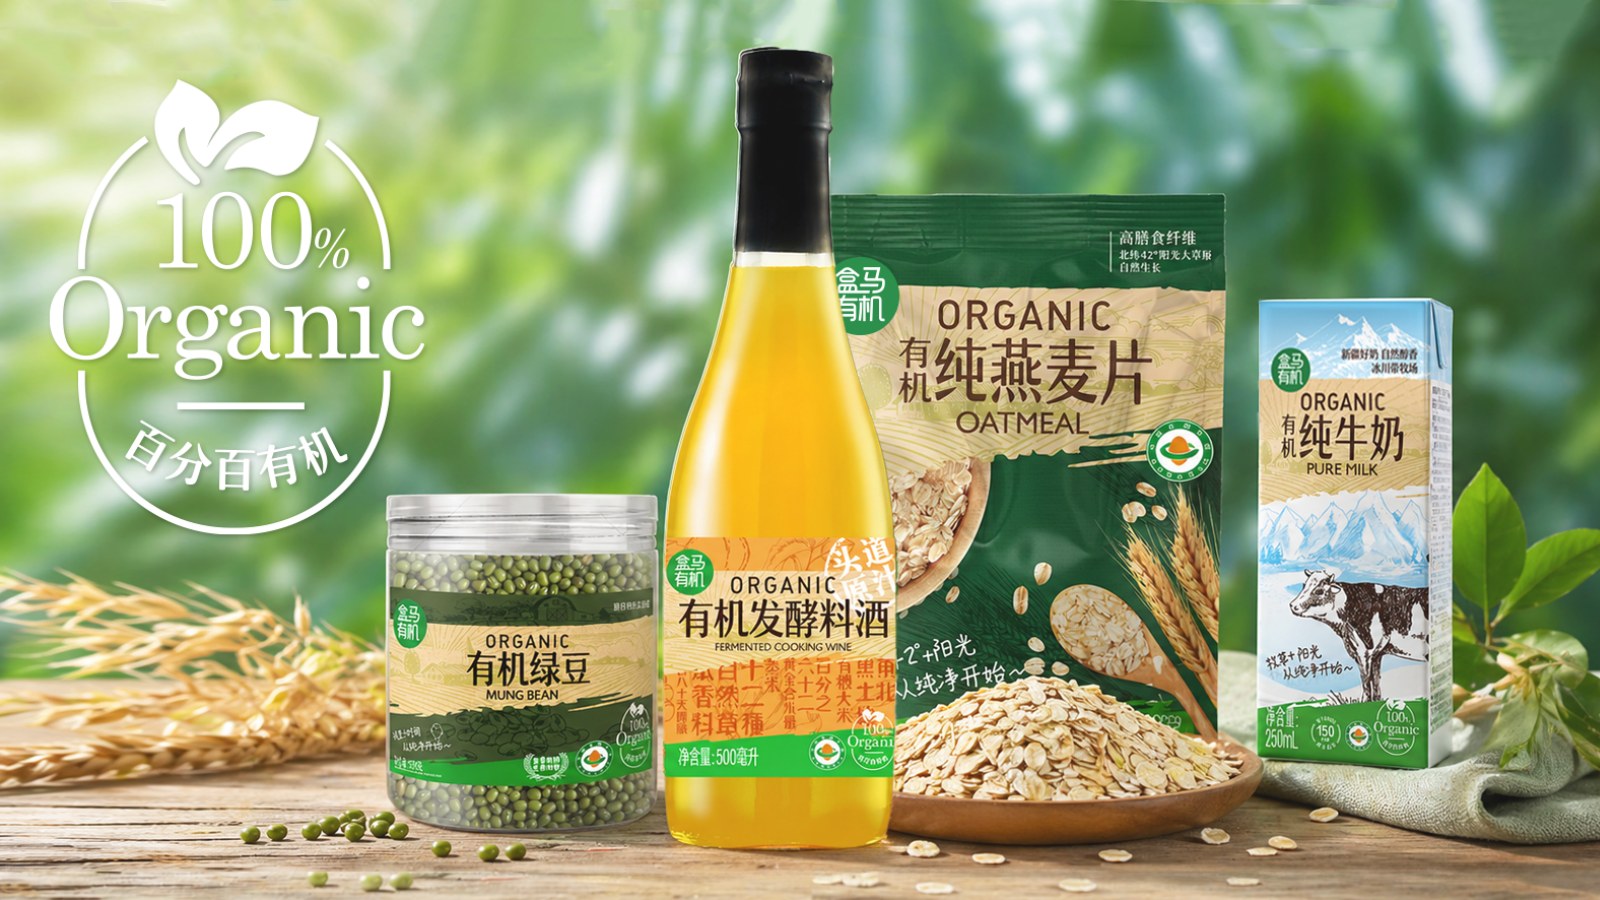 100%
Organic
百分百有机
盒马
有机
ORGANIC
有机绿豆
MUNG BEAN
从纯净开始~
100%
Organic
盒马
有机
头道
原汁
ORGANIC
有机发酵料酒
FERMENTED COOKING WINE
净含量:500毫升
100%
Organic
高膳食纤维
北纬42°阳光大草原
自然生长
盒马
有机
ORGANIC
有机
纯燕麦片
OATMEAL
-2°+阳光
从纯净开始~
新疆好奶 自然醇香
冰川带牧场
盒马
有机
ORGANIC
有机
纯牛奶
PURE MILK
牧草+阳光
从纯净开始~
净含量:
250mL
150
100%
Organic